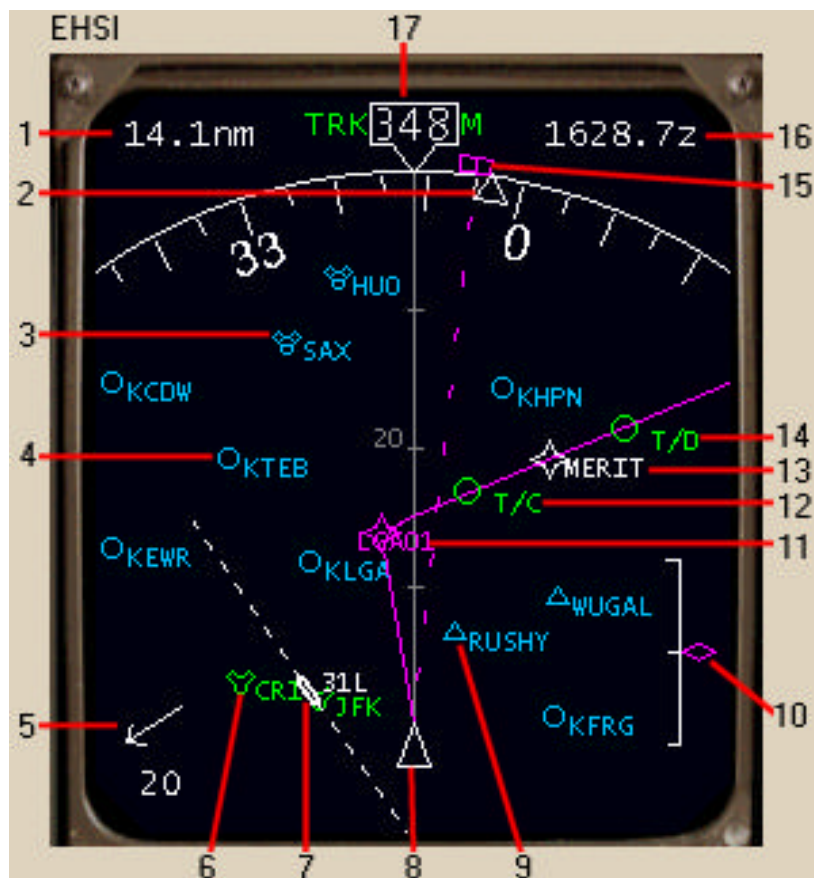 EHSI
17
1
14.1nm
TRK 348 M
1628.7z
16
15
2
33
0
HUO
3
SAX
KCDW
KHPN
20
T/D
14
4
KTEB
MERIT
13
T/C
12
LGA01
11
KEWR
KLGA
WUGAL
RUSHY
31L
CRI
JFK
10
5
KFRG
20
6
7
8
9